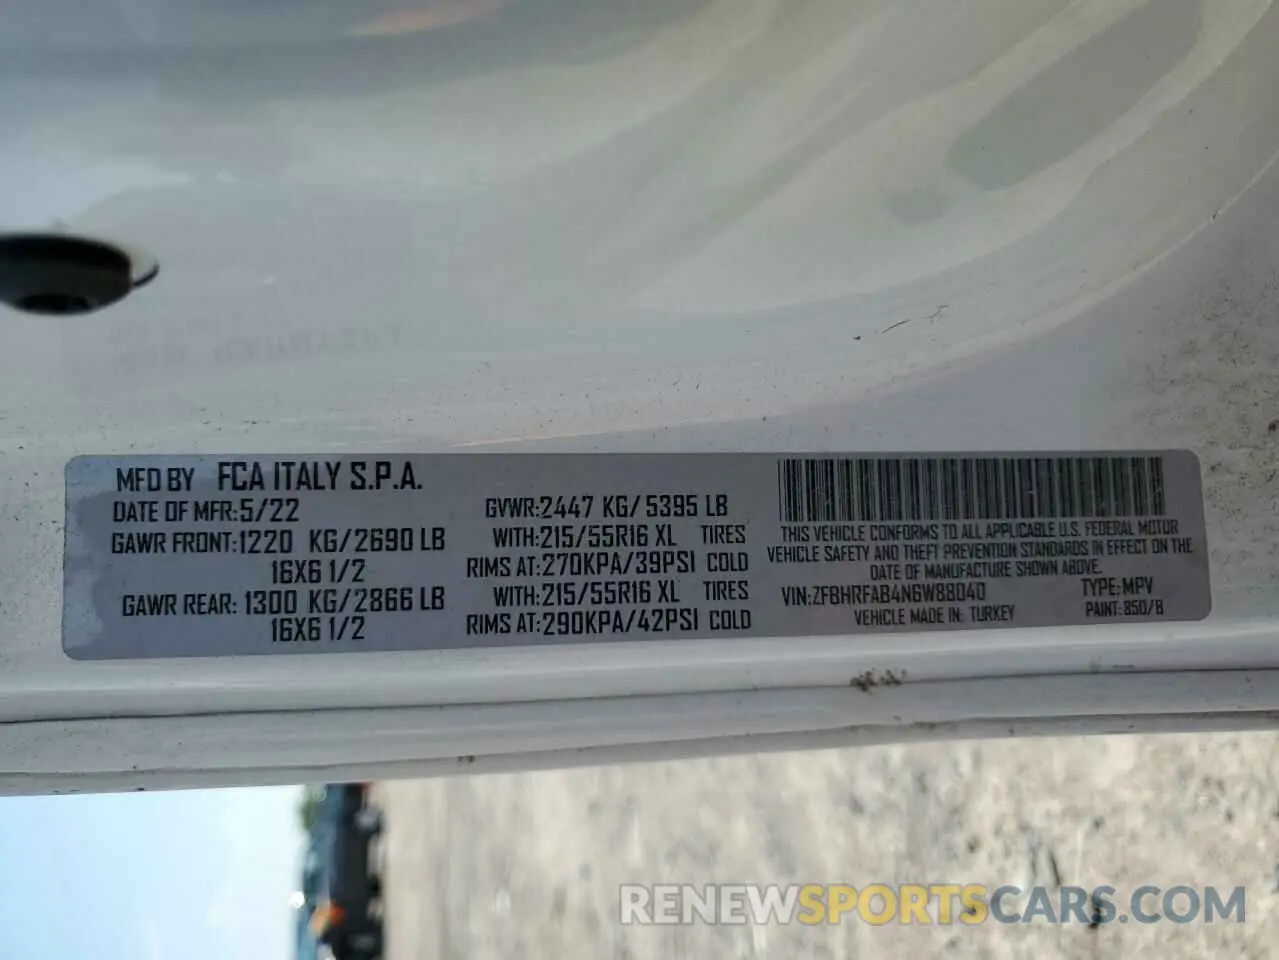 MFD BY FCA ITALY S.P.A.
DATE OF MFR:5/22
GAWR FRONT:1220 KG/2690 LB
16X6 1/2
GAWR REAR: 1300 KG/2866 LB
16X6 1/2
GVWR:2447 KG/5395 LB
WITH:215/55R16 XL TIRES
RIMS AT:270KPA/39PSI COLD
WITH:215/55R16 XL TIRES
RIMS AT:290KPA/42PSI COLD
THIS VEHICLE CONFORMS TO ALL APPLICABLE U.S. FEDERAL MOTOR
VEHICLE SAFETY AND THEFT PREVENTION STANDARDS IN EFFECT ON THE
DATE OF MANUFACTURE SHOWN ABOVE.
VIN:ZFBHRFAB4N6W88040 TYPE:MPV
VEHICLE MADE IN: TURKEY PAINT:850/B
RENEWSPORTSCARS.COM